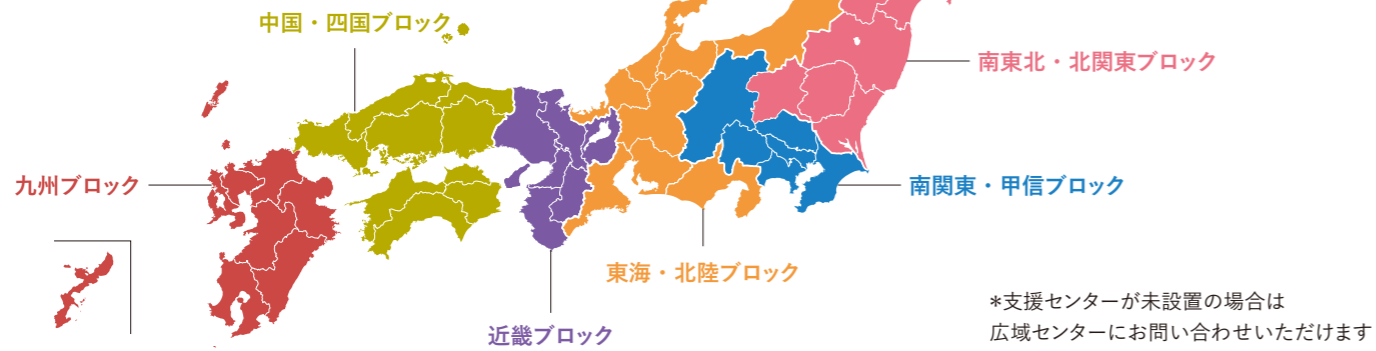 中国・四国ブロック
南東北・北関東ブロック
九州ブロック
南関東・甲信ブロック
東海・北陸ブロック
近畿ブロック
*支援センターが未設置の場合は
広域センターにお問い合わせいただけます